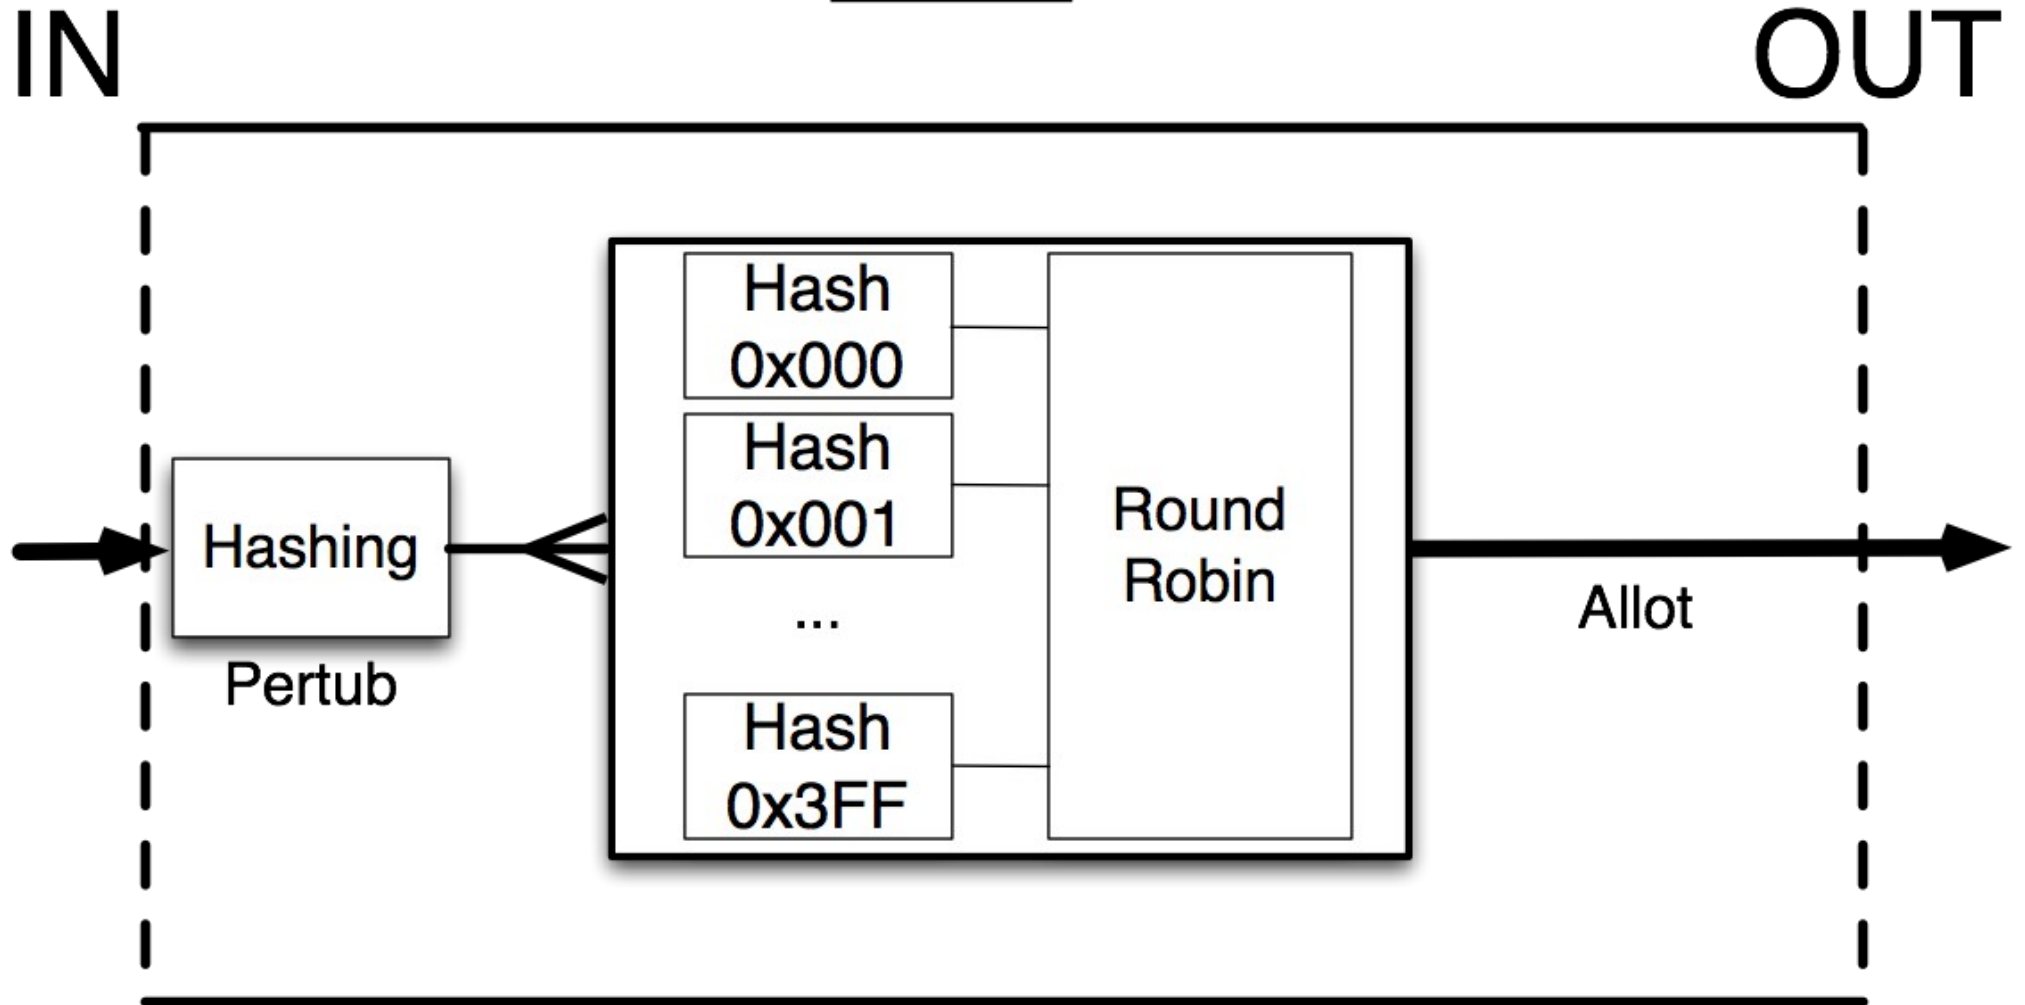 IN
OUT
Hash
0x000
Hash
0x001
...
Hash
0x3FF
Hashing
Pertub
Round
Robin
Allot